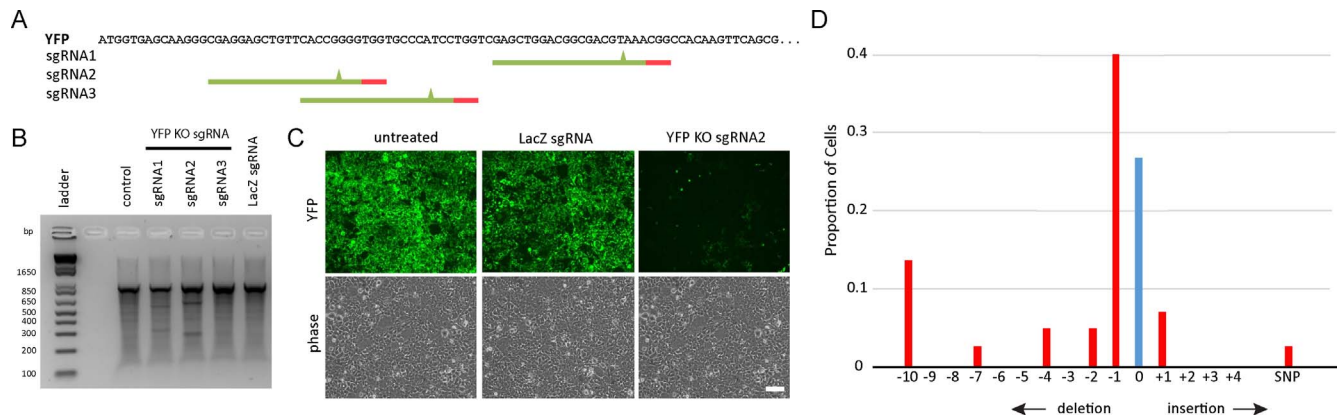 A
YFP ATGGTGAGCAAGGGCGAGGAGCTGTTCACCGGGGTGGTGCCCATCCTGGTCGAGCTGGACGGCGACGTAAACGGCCACAAGTTCAGCG...
sgRNA1
sgRNA2
sgRNA3
B
YFP KO sgRNA
ladder
control
sgRNA1
sgRNA2
sgRNA3
LacZ sgRNA
bp
1650
850
650
500
400
300
200
100
C
untreated LacZ sgRNA YFP KO sgRNA2
YFP
phase
D
Proportion of Cells
0.4
0.3
0.4
0.1
0
-10 -9 -8 -7 -6 -5 -4 -3 -2 -1 0 +1 +2 +3 +4 SNP
deletion insertion